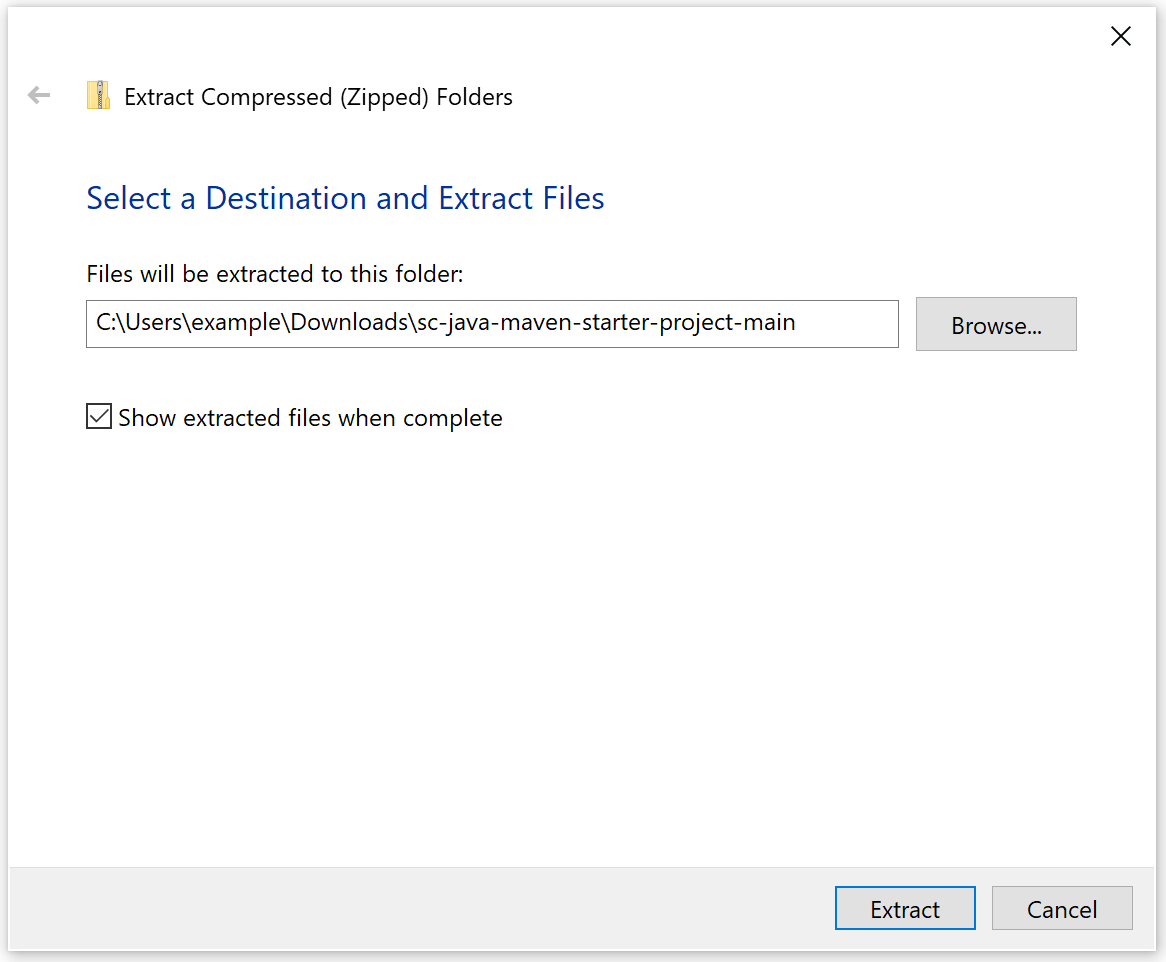 Extract Compressed (Zipped) Folders
Select a Destination and Extract Files
Files will be extracted to this folder:
C:\Users\example\Downloads\sc-java-maven-starter-project-main
Browse...
Show extracted files when complete
Extract
Cancel